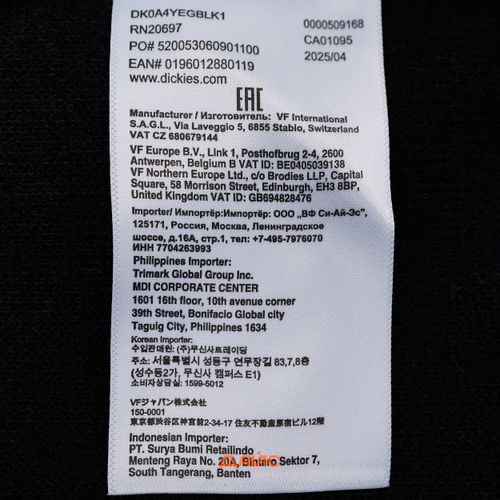 DK0A4YEGBLK1
0000509168
RN20697
CA01095
PO# 520053060901100
2025/04
EAN# 0196012880119
www.dickies.com
EAC
Manufacturer / Изготовитель: VF International
S.A.G.L., Via Laveggio 5, 6855 Stabio, Switzerland
VAT CZ 680679144
VF Europe B.V., Link 1, Posthofbrug 2-4, 2600
Antwerpen, Belgium B VAT ID: BE0405039138
VF Northern Europe Ltd., c/o Brodies LLP, Capital
Square, 58 Morrison Street, Edinburgh, EH3 8BP,
United Kingdom VAT ID: GB694828476
Importer/ Импортёр:Импортер: ООО „ВФ Си-Ай-Эс",
125171, Россия, Москва, Ленинградское
шоссе, д.16А, стр.1, тел: +7-495-7976070
ИНН 7704263993
Philippines Importer:
Trimark Global Group Inc.
MDI CORPORATE CENTER
1601 16th floor, 10th avenue corner
39th Street, Bonifacio Global city
Taguig City, Philippines 1634
Korean Importer:
수입판매원: (주)무신사트레이딩
주소: 서울특별시 성동구 연무장길 83,7,8층
(성수동2가, 무신사 캠퍼스 E1)
소비자상담실: 1599-5012
VFジャパン株式会社
150-0001
東京都渋谷区神宮前2-34-17 住友不動産原宿ビル12階
Indonesian Importer:
PT. Surya Bumi Retailindo
Menteng Raya No. 20A, Bintaro Sektor 7,
South Tangerang, Banten